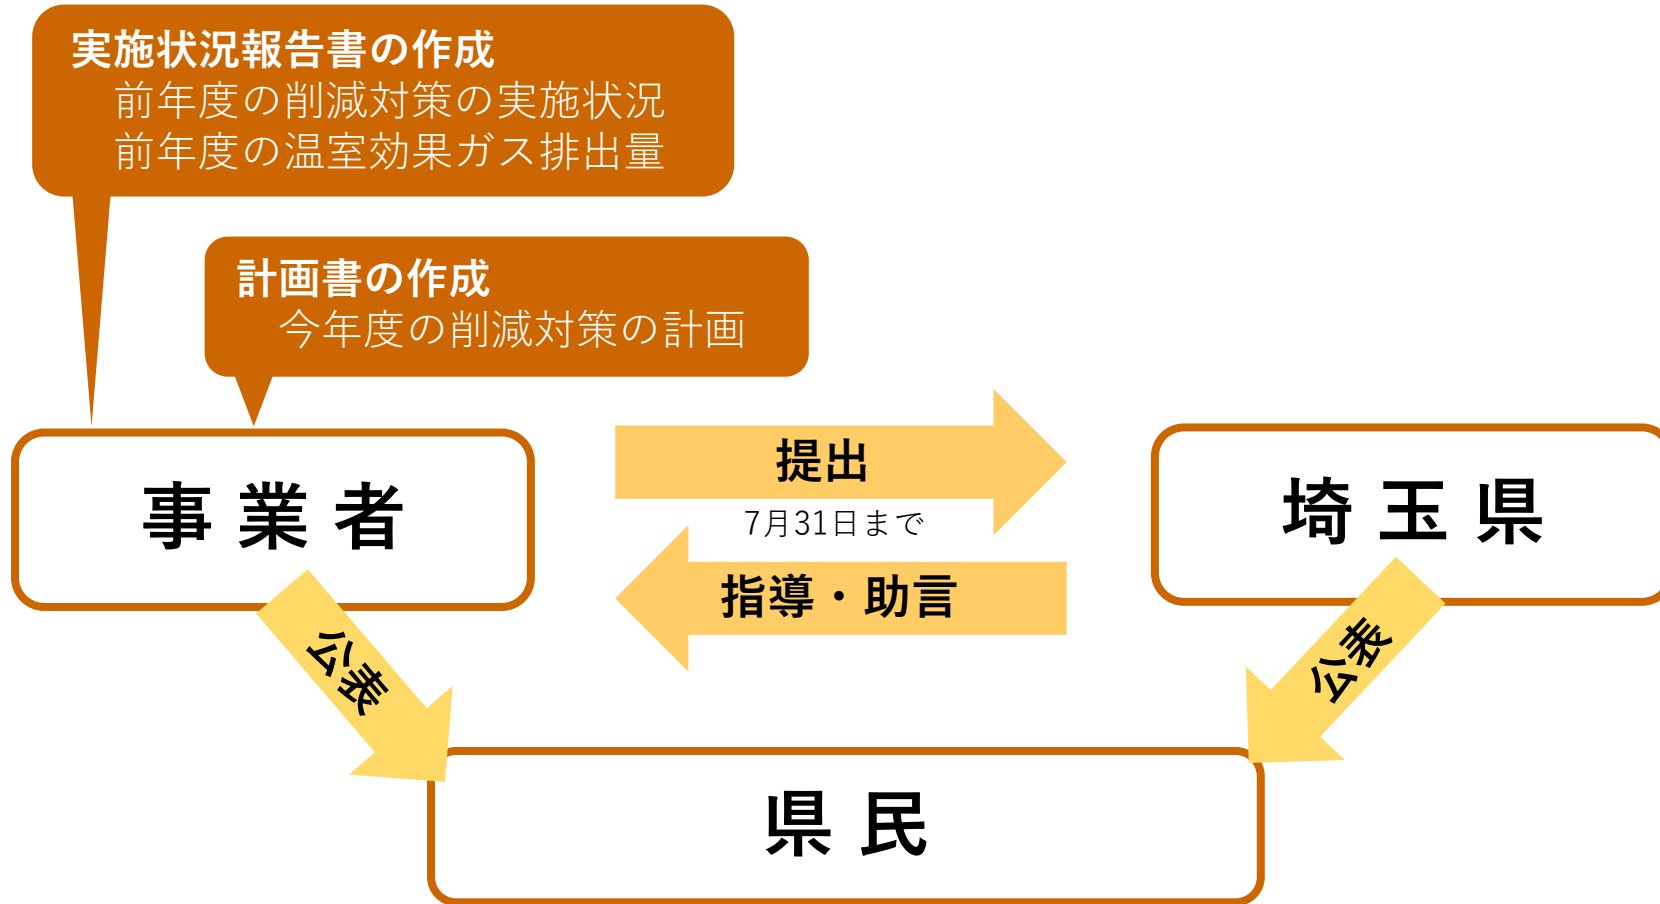 実施状況報告書の作成
前年度の削減対策の実施状況
前年度の温室効果ガス排出量
計画書の作成
今年度の削減対策の計画
事業者
提出
7月31日まで
指導・助言
埼玉県
公表
公表
県民